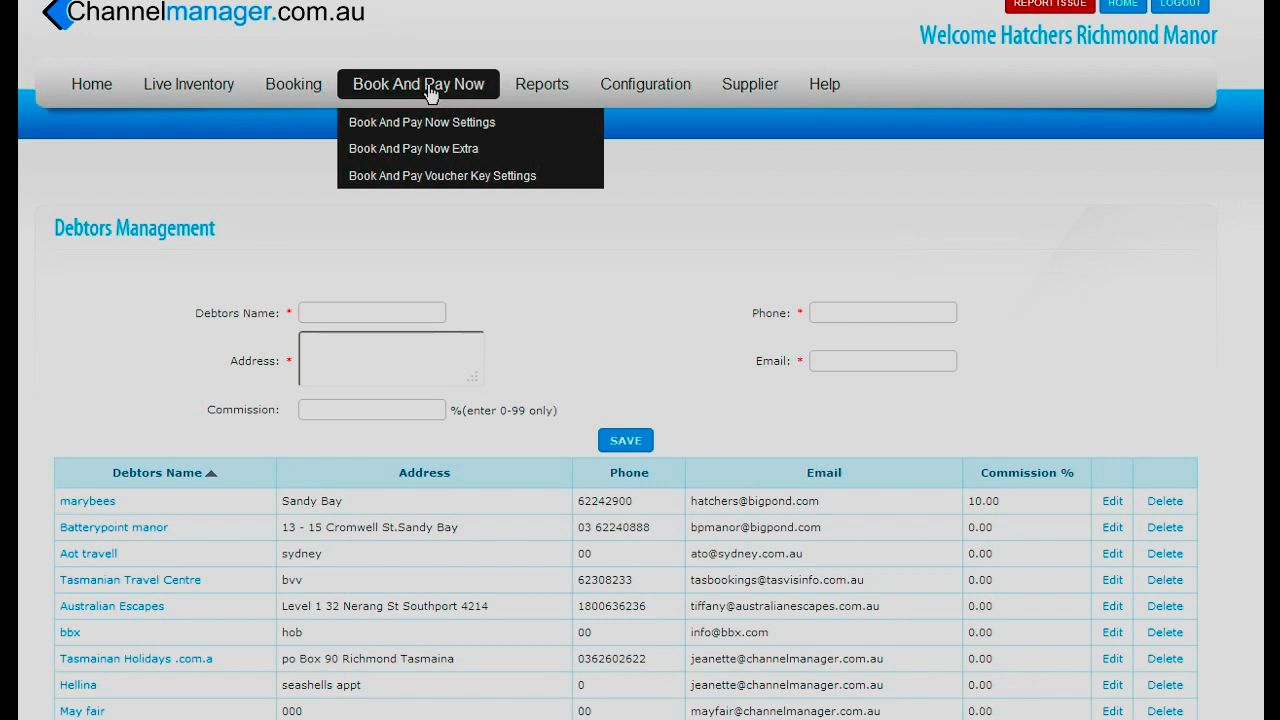 Channelmanager.com.au
REPORT ISSUE HOME LOGOUT
Welcome Hatchers Richmond Manor
Home Live Inventory Booking Book And Pay Now Reports Configuration Supplier Help
Book And Pay Now Settings
Book And Pay Now Extra
Book And Pay Voucher Key Settings
Debtors Management
Debtors Name: * Phone: *
Address: * Email: *
Commission: %(enter 0-99 only)
SAVE
Debtors Name Address Phone Email Commission %
marybees Sandy Bay 62242900 hatchers@bigpond.com 10.00 Edit Delete
Batterypoint manor 13 - 15 Cromwell St.Sandy Bay 03 62240888 bpmanor@bigpond.com 0.00 Edit Delete
Aot travell sydney 00 ato@sydney.com.au 0.00 Edit Delete
Tasmanian Travel Centre bvv 62308233 tasbookings@tasvisinfo.com.au 0.00 Edit Delete
Australian Escapes Level 1 32 Nerang St Southport 4214 1800636236 tiffany@australianescapes.com.au 0.00 Edit Delete
bbx hob 00 info@bbx.com 0.00 Edit Delete
Tasmainan Holidays .com.a po Box 90 Richmond Tasmaina 0362602622 jeanette@channelmanager.com.au 0.00 Edit Delete
Hellina seashells appt 0 jeanette@channelmanager.com.au 0.00 Edit Delete
May fair 000 00 mayfair@channelmanager.com.au 0.00 Edit Delete